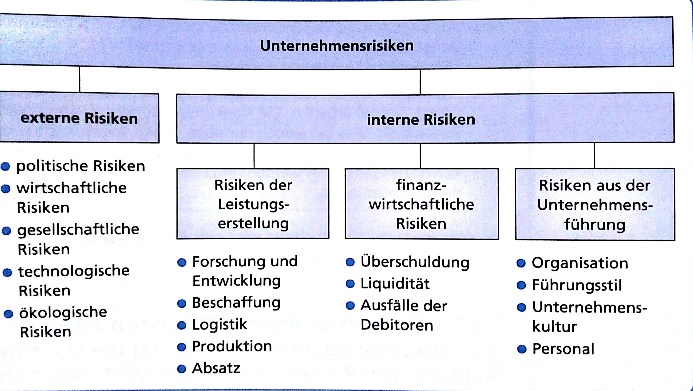 Unternehmensrisiken
externe Risiken
politische Risiken
wirtschaftliche
Risiken
gesellschaftliche
Risiken
technologische
Risiken
ökologische
Risiken
interne Risiken
Risiken der
Leistungs-
erstellung
Forschung und
Entwicklung
Beschaffung
Logistik
Produktion
Absatz
finanz-
wirtschaftliche
Risiken
Überschuldung
Liquidität
Ausfälle der
Debitoren
Risiken aus der
Unternehmens-
führung
Organisation
Führungsstil
Unternehmens-
kultur
Personal